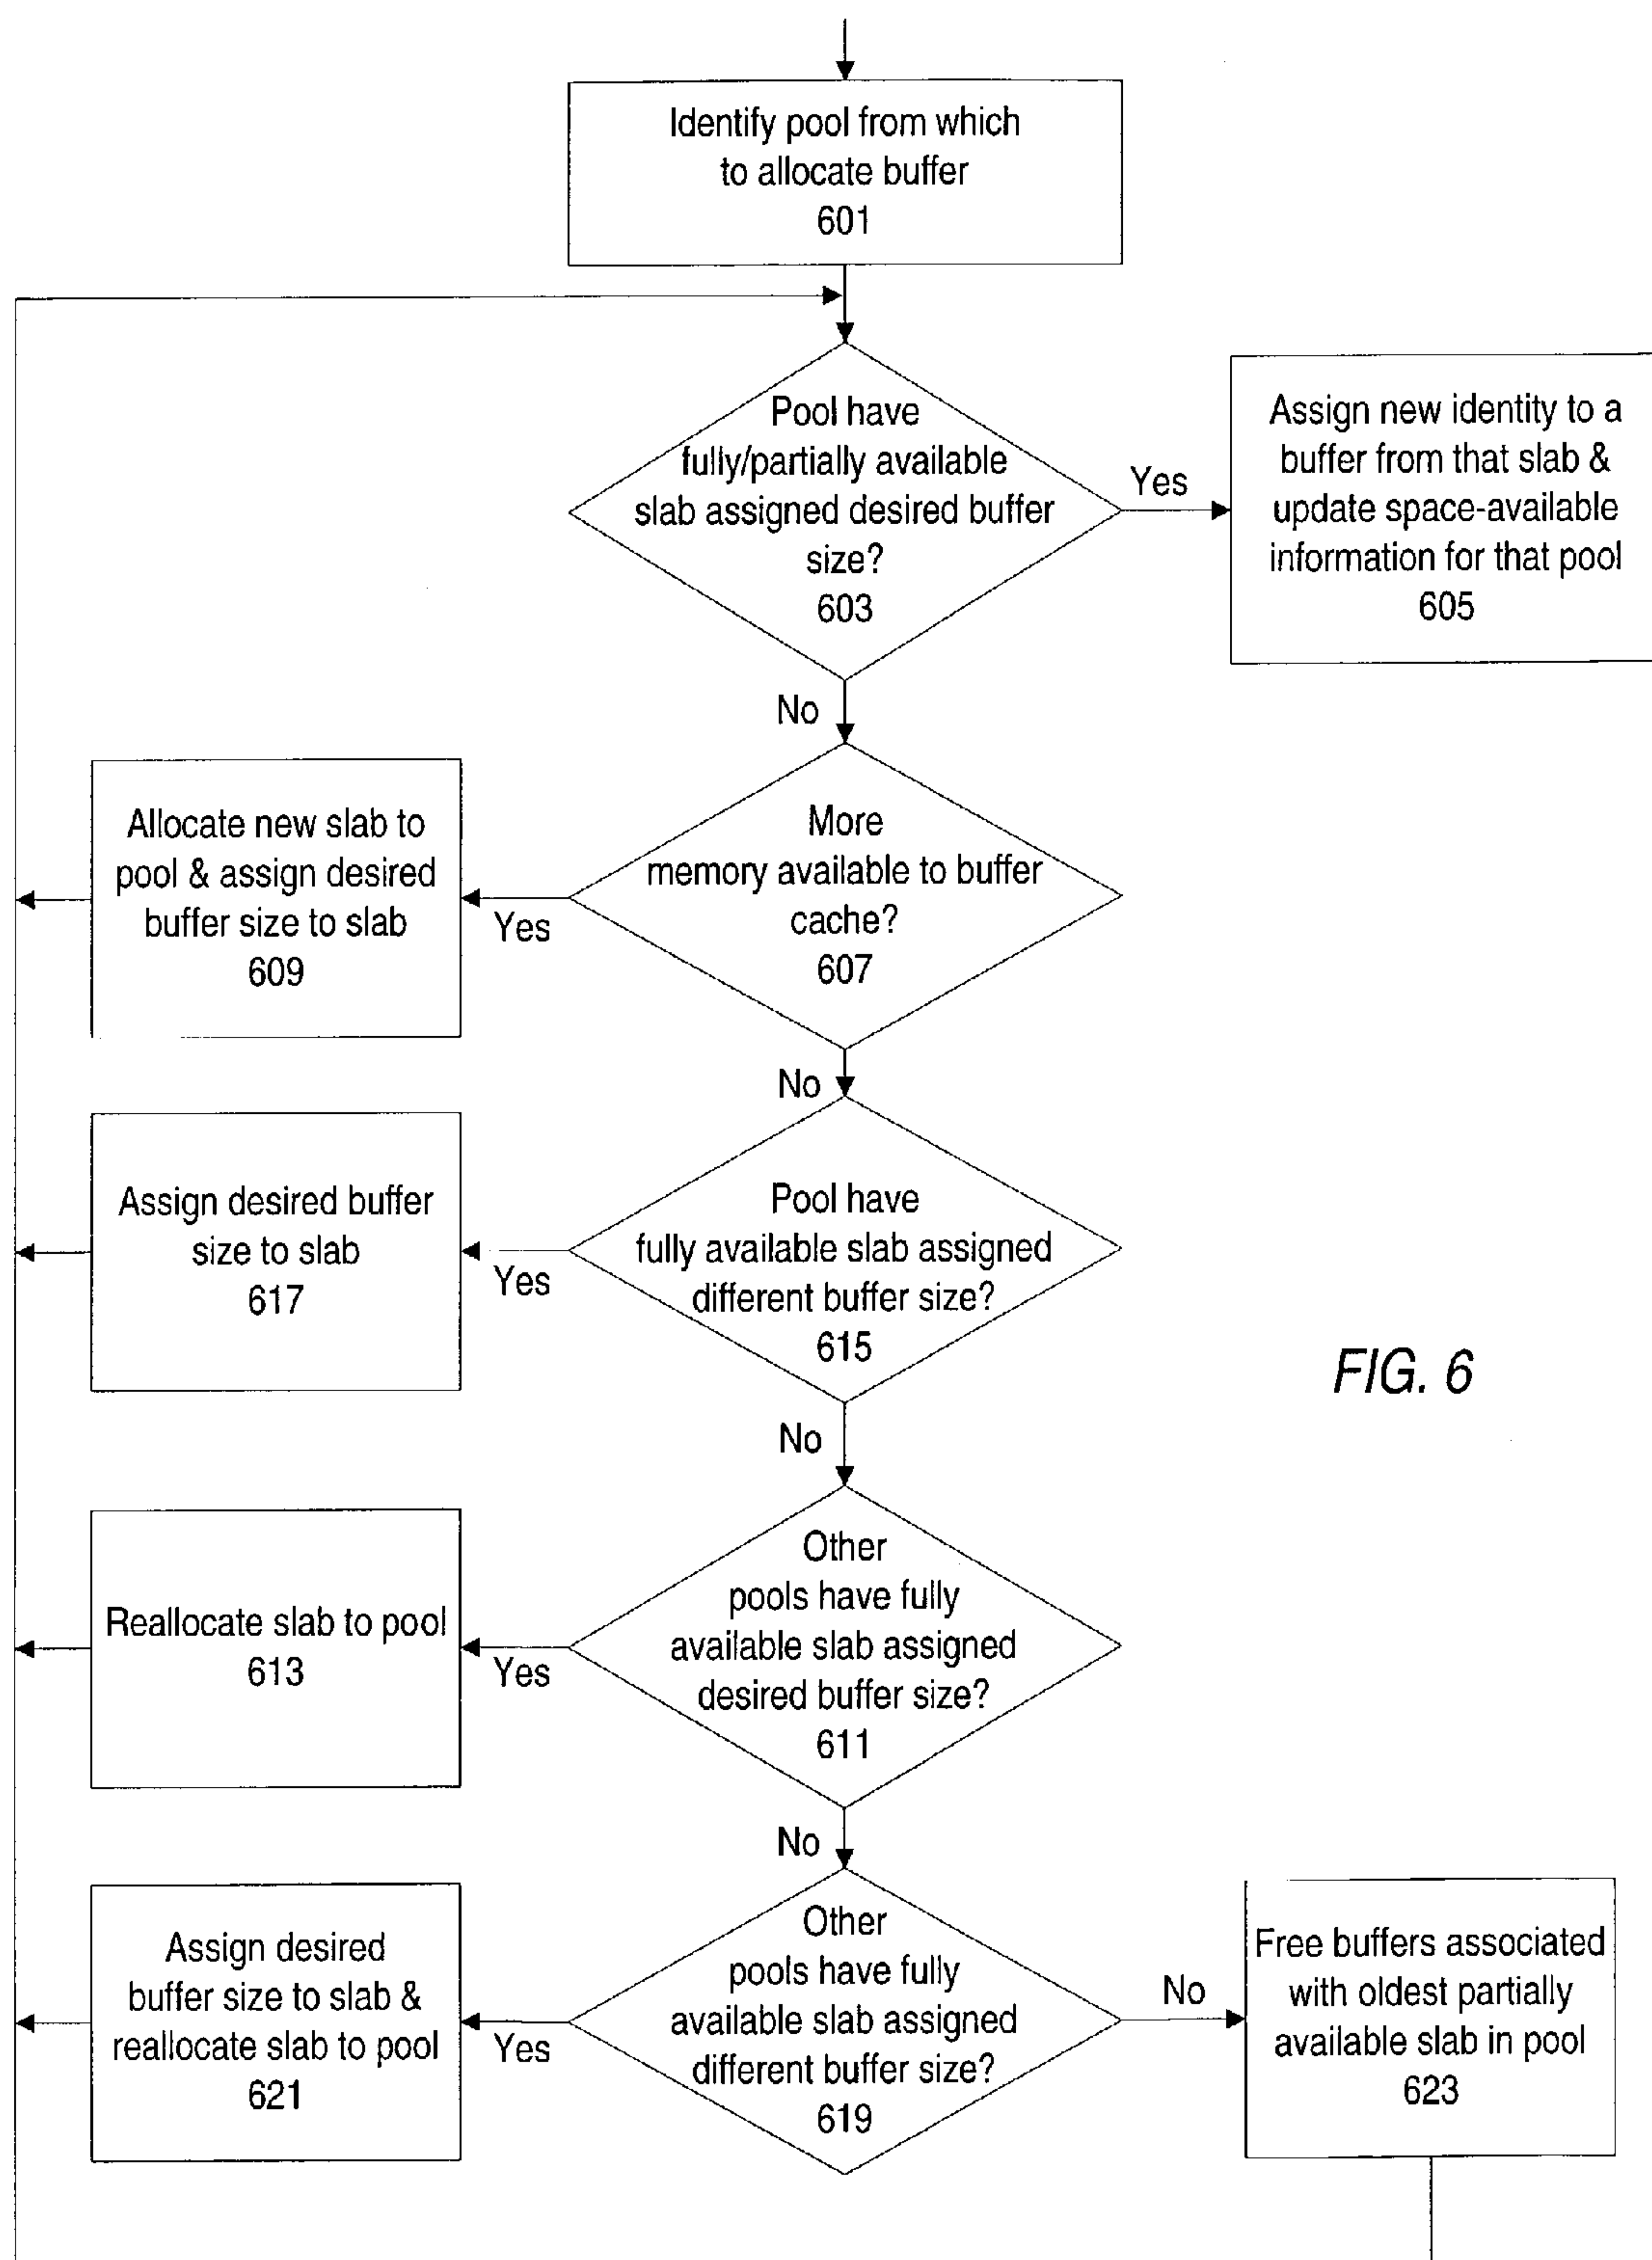 Identify pool from which
to allocate buffer
601
Pool have
fully/partially available
slab assigned desired buffer
size?
603
Yes
Assign new identity to a
buffer from that slab &
update space-available
information for that pool
605
No
More
memory available to buffer
cache?
607
Yes
Allocate new slab to
pool & assign desired
buffer size to slab
609
No
Pool have
fully available slab assigned
different buffer size?
615
Yes
Assign desired buffer
size to slab
617
FIG. 6
No
Other
pools have fully
available slab assigned
desired buffer size?
611
Yes
Reallocate slab to pool
613
No
Other
pools have fully
available slab assigned
different buffer size?
619
Yes
Assign desired
buffer size to slab &
reallocate slab to pool
621
No
Free buffers associated
with oldest partially
available slab in pool
623